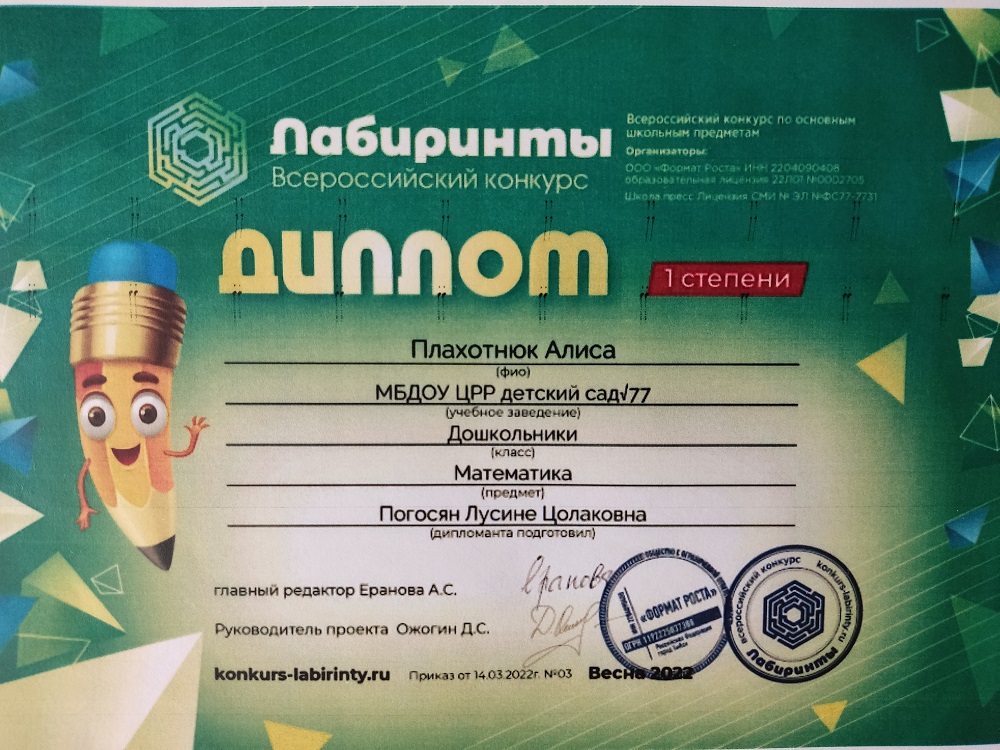 Лабиринты
Всероссийский конкурс
Всероссийский конкурс по основным
школьным предметам
Организаторы:
ООО «Формат Роста» ИНН 2204090408
образовательная лицензия 22Л01 №0002705
Школа пресс Лицензия СМИ № ЭЛ №ФС77-7731
ДИПЛОМ
1 степени
Плахотнюк Алиса
(фио)
МБДОУ ЦРР детский сад√77
(учебное заведение)
Дошкольники
(класс)
Математика
(предмет)
Погосян Лусине Цолаковна
(дипломанта подготовил)
главный редактор Еранова А.С.
Еранова
Руководитель проекта Ожогин Д.С.
konkurs-labirinty.ru Приказ от 14.03.2022г. №03 Весна 2022
«ФОРМАТ РОСТА»
Российская Федерация
всероссийский конкурс konkurs-labirinty.ru
Лабиринты